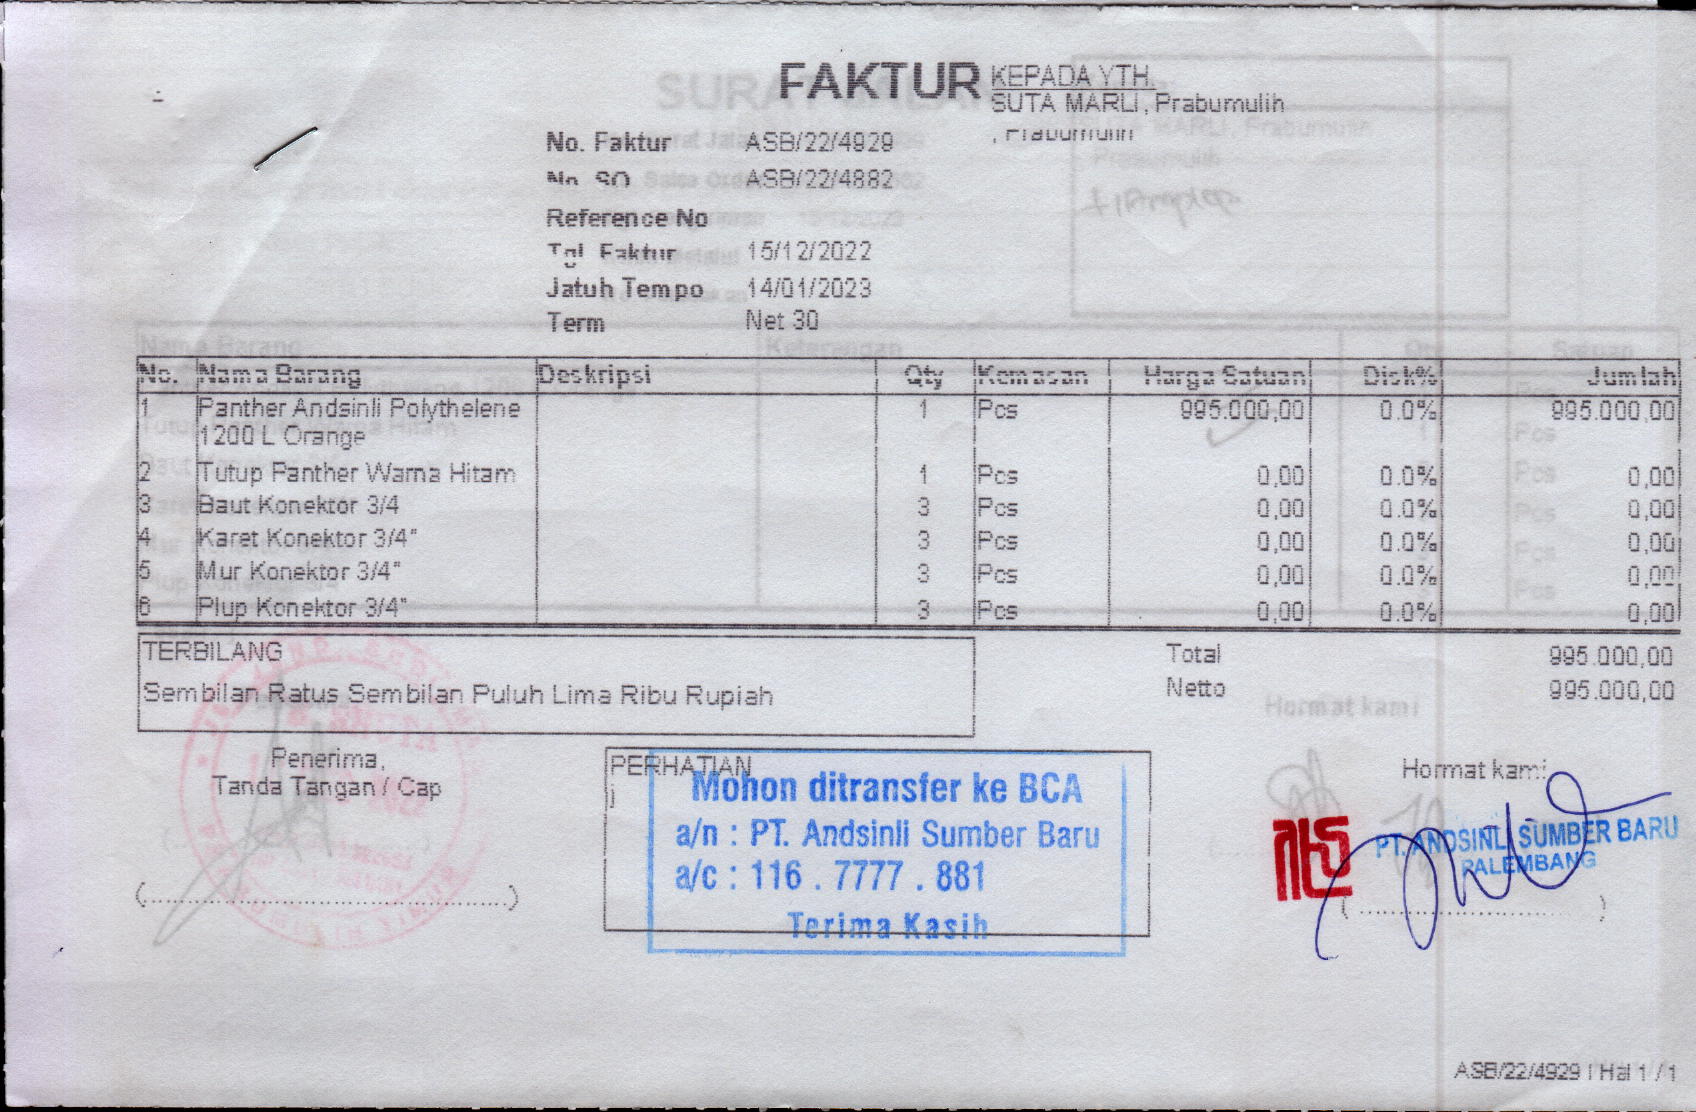 FAKTUR
KEPADA YTH.
SUTA MARLI, Prabumulih
, Prabumulih
No. Faktur ASB/22/4929
No. SO ASB/22/4882
Reference No
Tgl. Faktur 15/12/2022
Jatuh Tempo 14/01/2023
Term Net 30
No. Nama Barang Deskripsi Qty Kemasan Harga Satuan Disk% Jumlah
1 Panther Andsinli Polythelene 1 Pcs 995.000,00 0.0% 995.000,00
1200 L Orange
2 Tutup Panther Warna Hitam 1 Pcs 0,00 0.0% 0,00
3 Baut Konektor 3/4 3 Pcs 0,00 0.0% 0,00
4 Karet Konektor 3/4" 3 Pcs 0,00 0.0% 0,00
5 Mur Konektor 3/4" 3 Pcs 0,00 0.0% 0,00
6 Plup Konektor 3/4" 3 Pcs 0,00 0.0% 0,00
TERBILANG
Sembilan Ratus Sembilan Puluh Lima Ribu Rupiah
Total 995.000,00
Netto 995.000,00
Penerima,
Tanda Tangan / Cap
(..........)
PERHATIAN
Mohon ditransfer ke BCA
a/n : PT. Andsinli Sumber Baru
a/c : 116 . 7777 . 881
Terima Kasih
Hormat kami
PT. ANDSINLI SUMBER BARU
PALEMBANG
(..........)
ASB/22/4929 | Hal 1 / 1